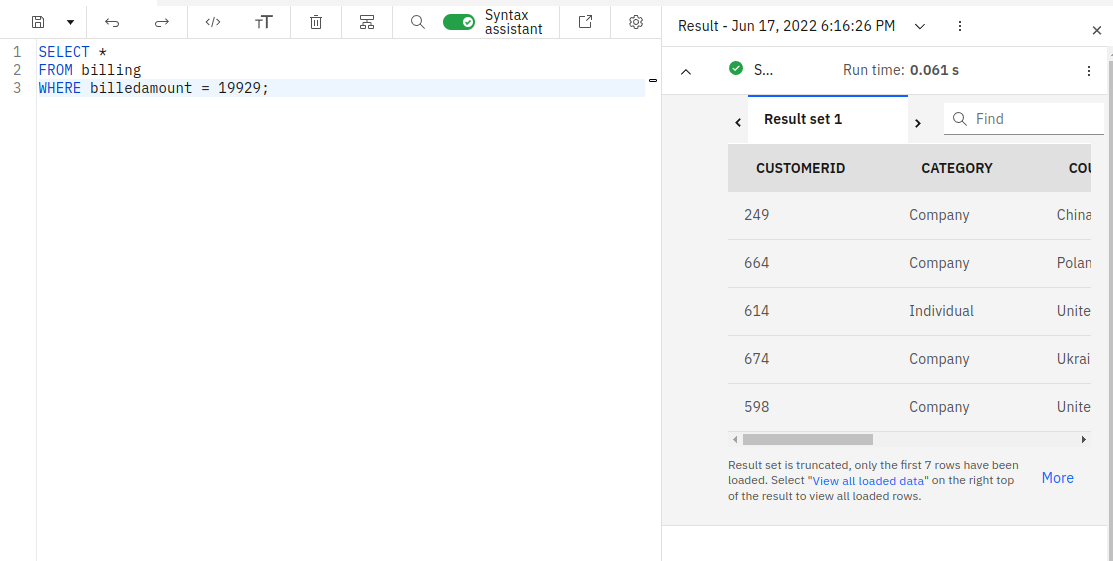 Syntax
assistant
1 SELECT *
2 FROM billing
3 WHERE billedamount = 19929;
Result - Jun 17, 2022 6:16:26 PM
S... Run time: 0.061 s
Result set 1 Find
CUSTOMERID CATEGORY COU
249 Company China
664 Company Polan
614 Individual Unite
674 Company Ukrai
598 Company Unite
Result set is truncated, only the first 7 rows have been
loaded. Select "View all loaded data" on the right top
of the result to view all loaded rows.
More